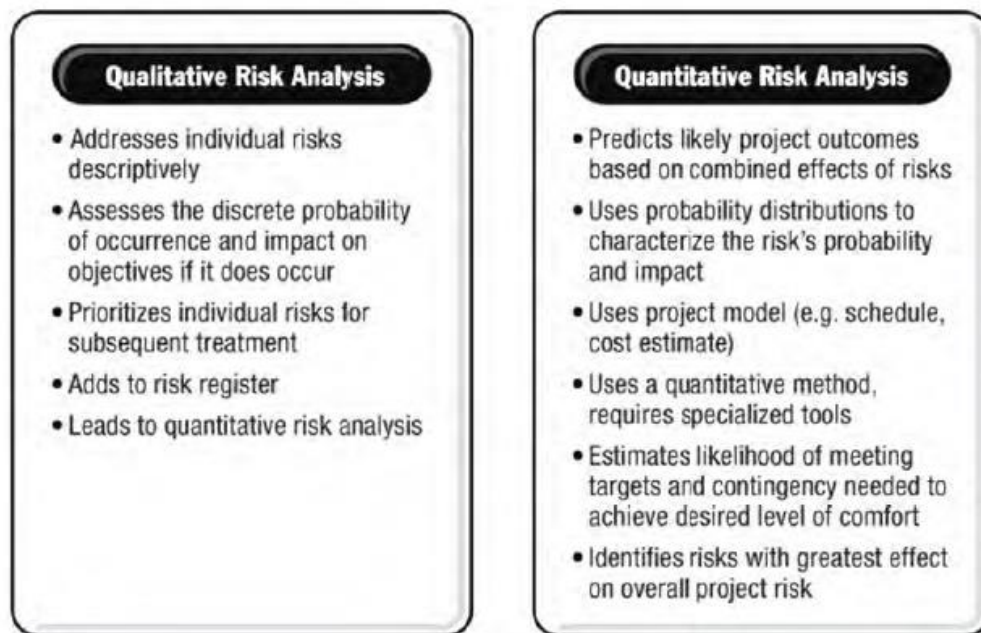 Qualitative Risk Analysis
• Addresses individual risks
descriptively
• Assesses the discrete probability
of occurrence and impact on
objectives if it does occur
• Prioritizes individual risks for
subsequent treatment
• Adds to risk register
• Leads to quantitative risk analysis
Quantitative Risk Analysis
• Predicts likely project outcomes
based on combined effects of risks
• Uses probability distributions to
characterize the risk's probability
and impact
• Uses project model (e.g. schedule,
cost estimate)
• Uses a quantitative method,
requires specialized tools
• Estimates likelihood of meeting
targets and contingency needed to
achieve desired level of comfort
• Identifies risks with greatest effect
on overall project risk